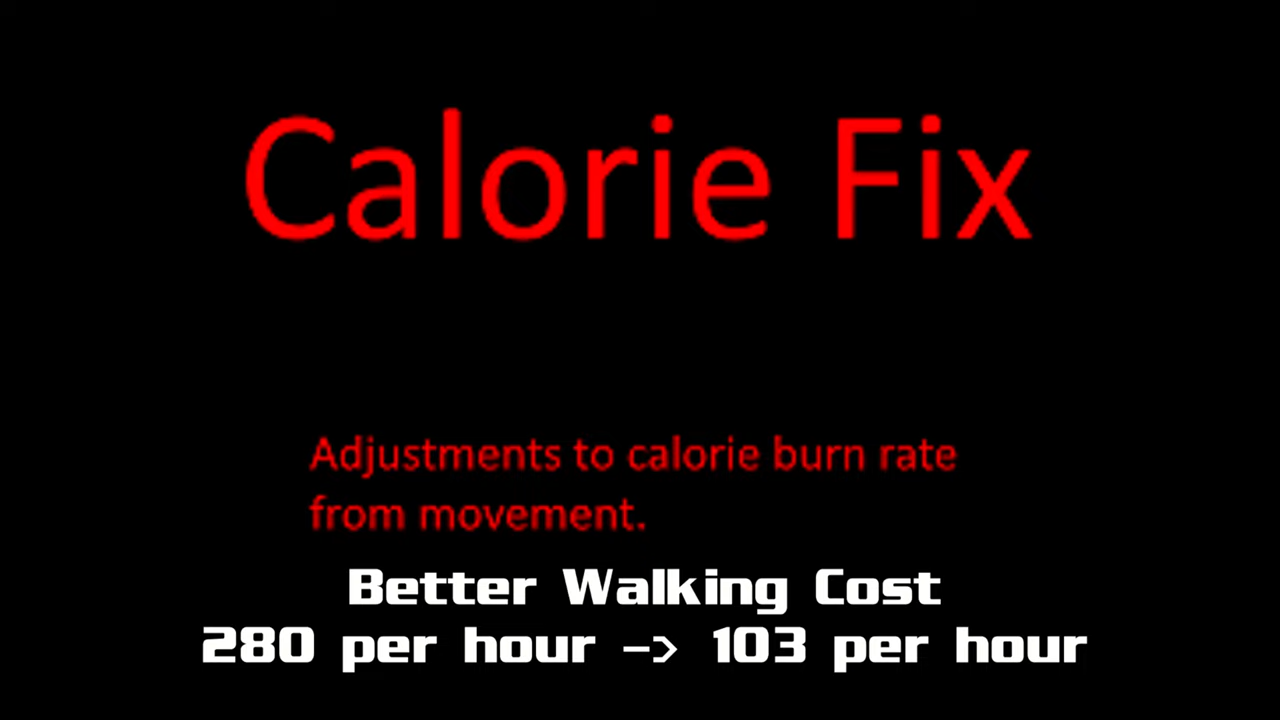 Calorie Fix
Adjustments to calorie burn rate
from movement.
Better Walking Cost
280 per hour -> 103 per hour